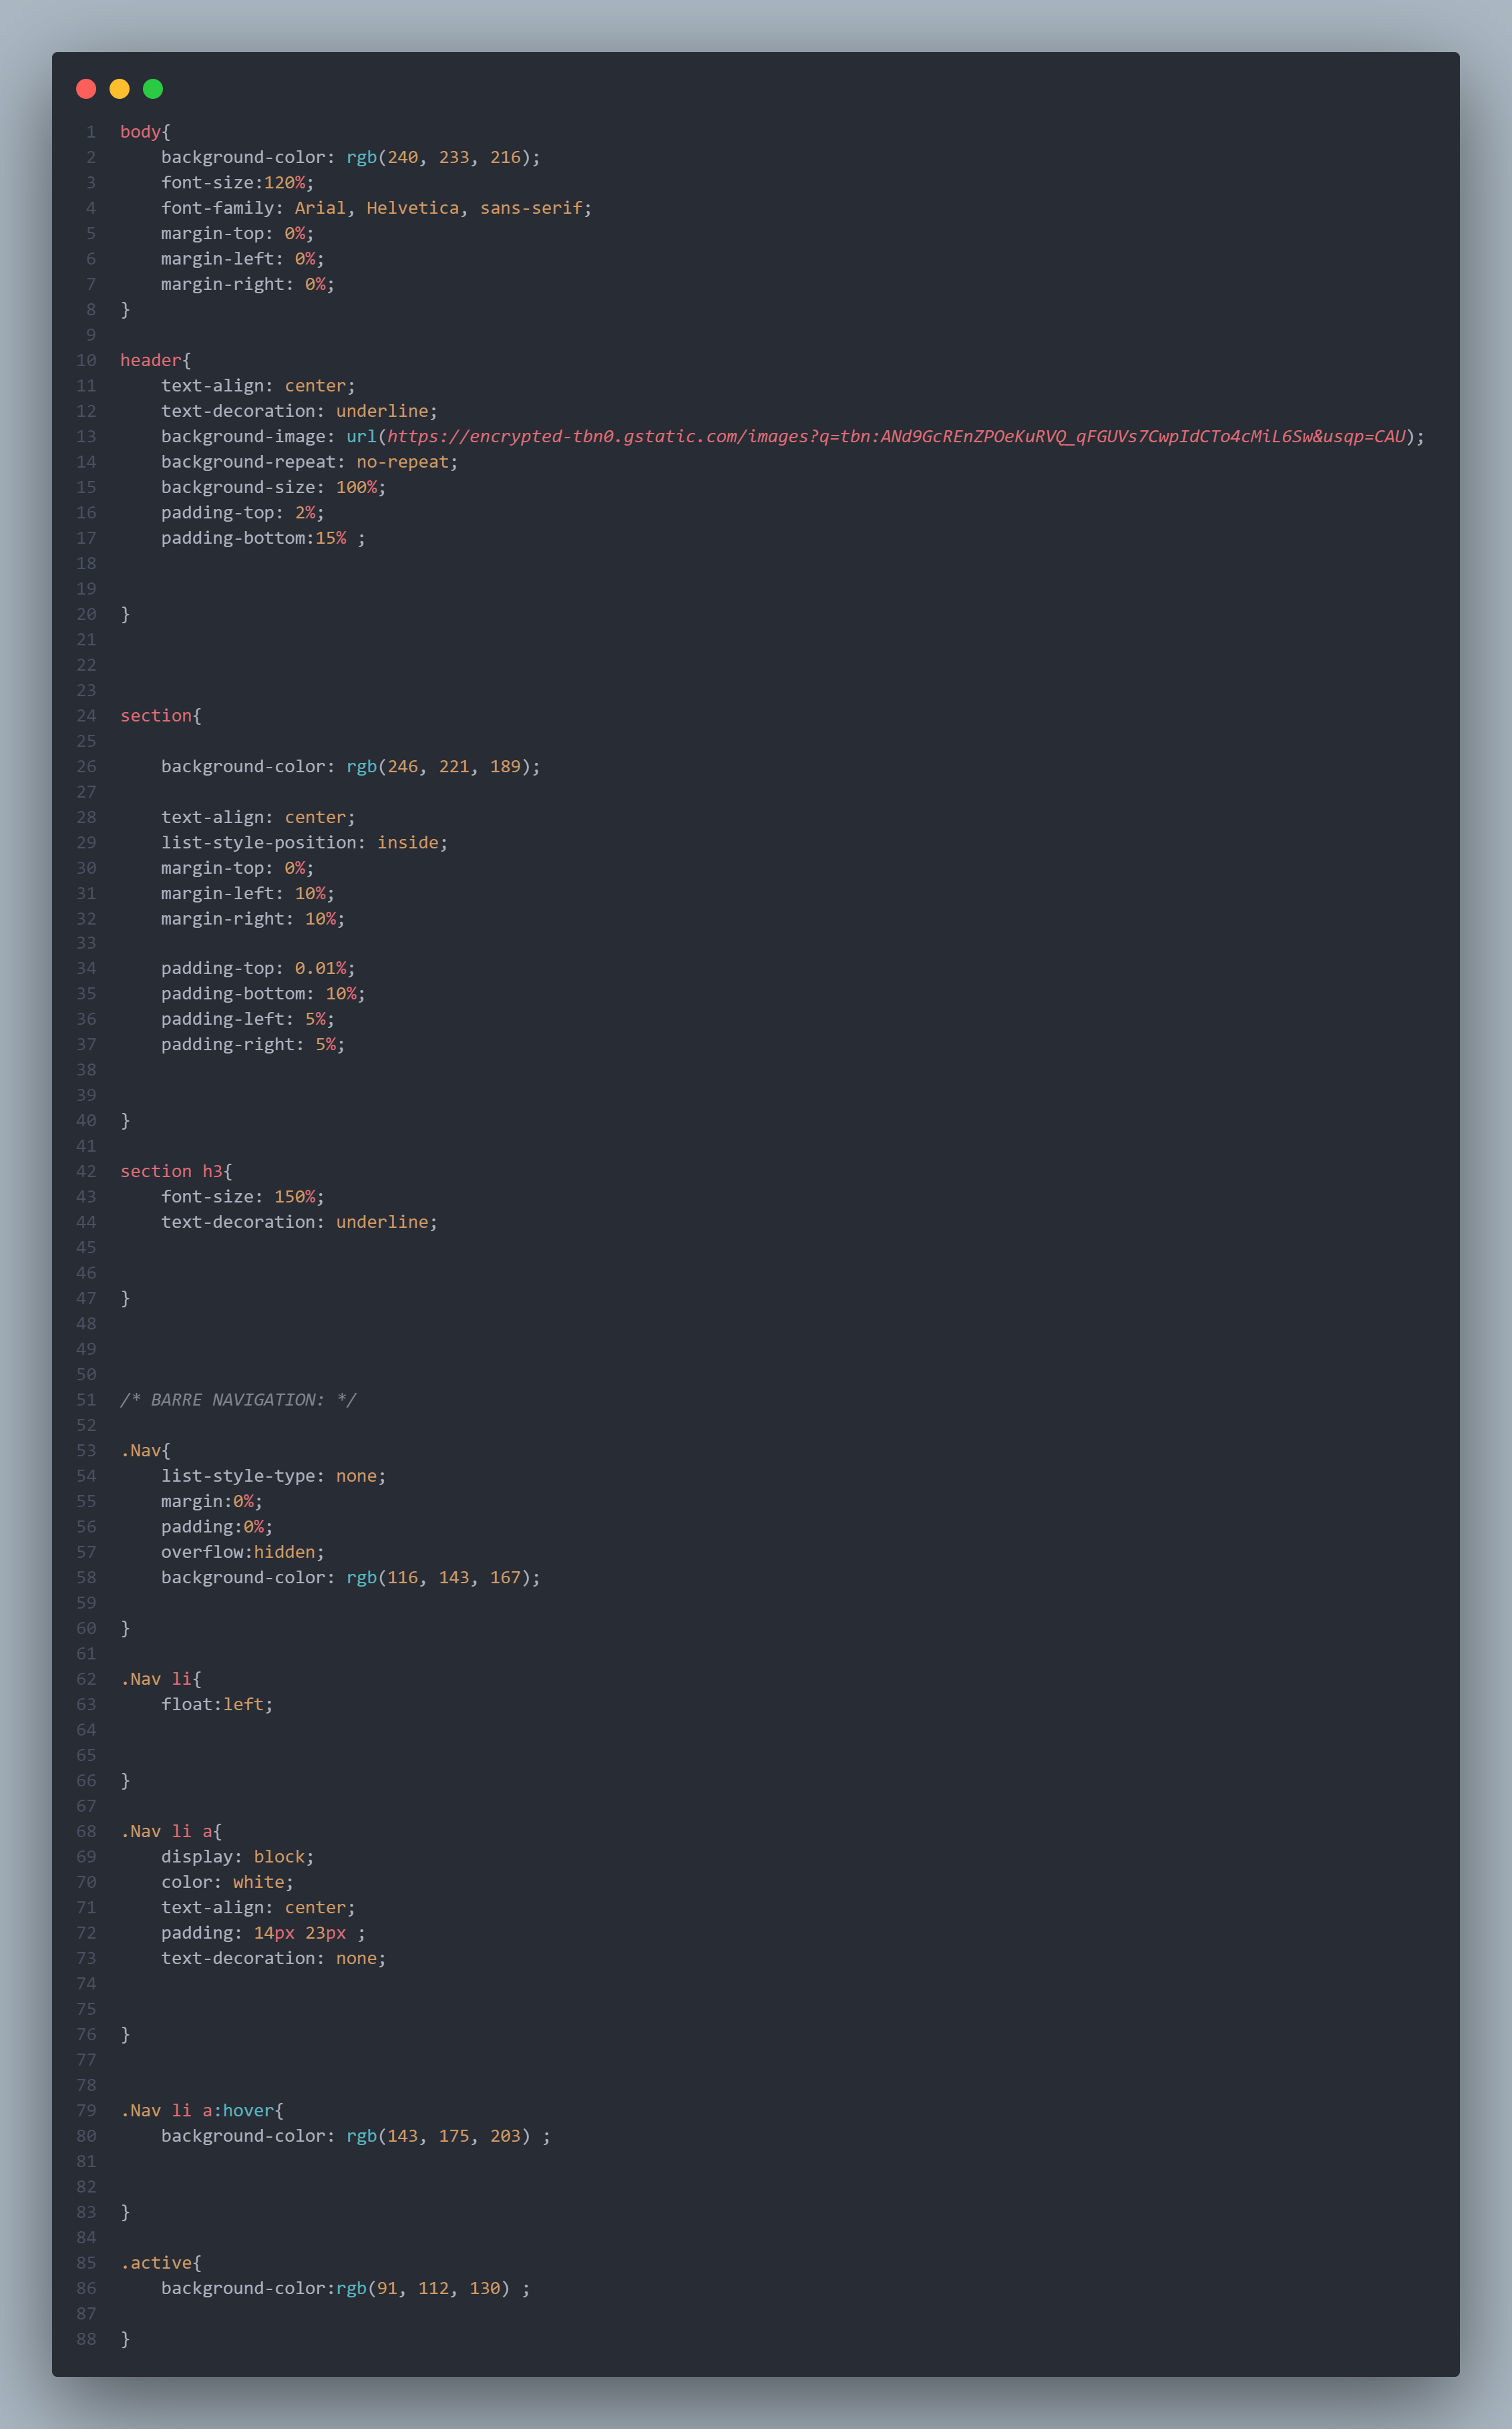 1 body{
2     background-color: rgb(240, 233, 216);
3     font-size:120%;
4     font-family: Arial, Helvetica, sans-serif;
5     margin-top: 0%;
6     margin-left: 0%;
7     margin-right: 0%;
8 }
9
10 header{
11     text-align: center;
12     text-decoration: underline;
13     background-image: url(https://encrypted-tbn0.gstatic.com/images?q=tbn:ANd9GcREnZPOeKuRVQ_qFGUVs7CwpIdCTo4cMiL6Sw&usqp=CAU);
14     background-repeat: no-repeat;
15     background-size: 100%;
16     padding-top: 2%;
17     padding-bottom:15% ;
18
19
20 }
21
22
23
24 section{
25
26     background-color: rgb(246, 221, 189);
27
28     text-align: center;
29     list-style-position: inside;
30     margin-top: 0%;
31     margin-left: 10%;
32     margin-right: 10%;
33
34     padding-top: 0.01%;
35     padding-bottom: 10%;
36     padding-left: 5%;
37     padding-right: 5%;
38
39
40 }
41
42 section h3{
43     font-size: 150%;
44     text-decoration: underline;
45
46
47 }
48
49
50
51 /* BARRE NAVIGATION: */
52
53 .Nav{
54     list-style-type: none;
55     margin:0%;
56     padding:0%;
57     overflow:hidden;
58     background-color: rgb(116, 143, 167);
59
60 }
61
62 .Nav li{
63     float:left;
64
65
66 }
67
68 .Nav li a{
69     display: block;
70     color: white;
71     text-align: center;
72     padding: 14px 23px ;
73     text-decoration: none;
74
75
76 }
77
78
79 .Nav li a:hover{
80     background-color: rgb(143, 175, 203) ;
81
82
83 }
84
85 .active{
86     background-color:rgb(91, 112, 130) ;
87
88 }